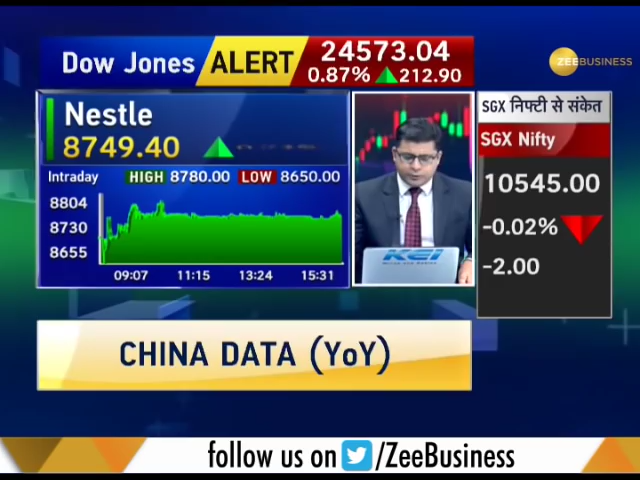 Dow Jones ALERT 24573.04
0.87% 212.90
ZEEBUSINESS
Nestle
8749.40
Intraday HIGH 8780.00 LOW 8650.00
8804
8730
8655
09:07 11:15 13:24 15:31
KEI
SGX निफ्टी से संकेत
SGX Nifty
10545.00
-0.02%
-2.00
CHINA DATA (YoY)
follow us on /ZeeBusiness